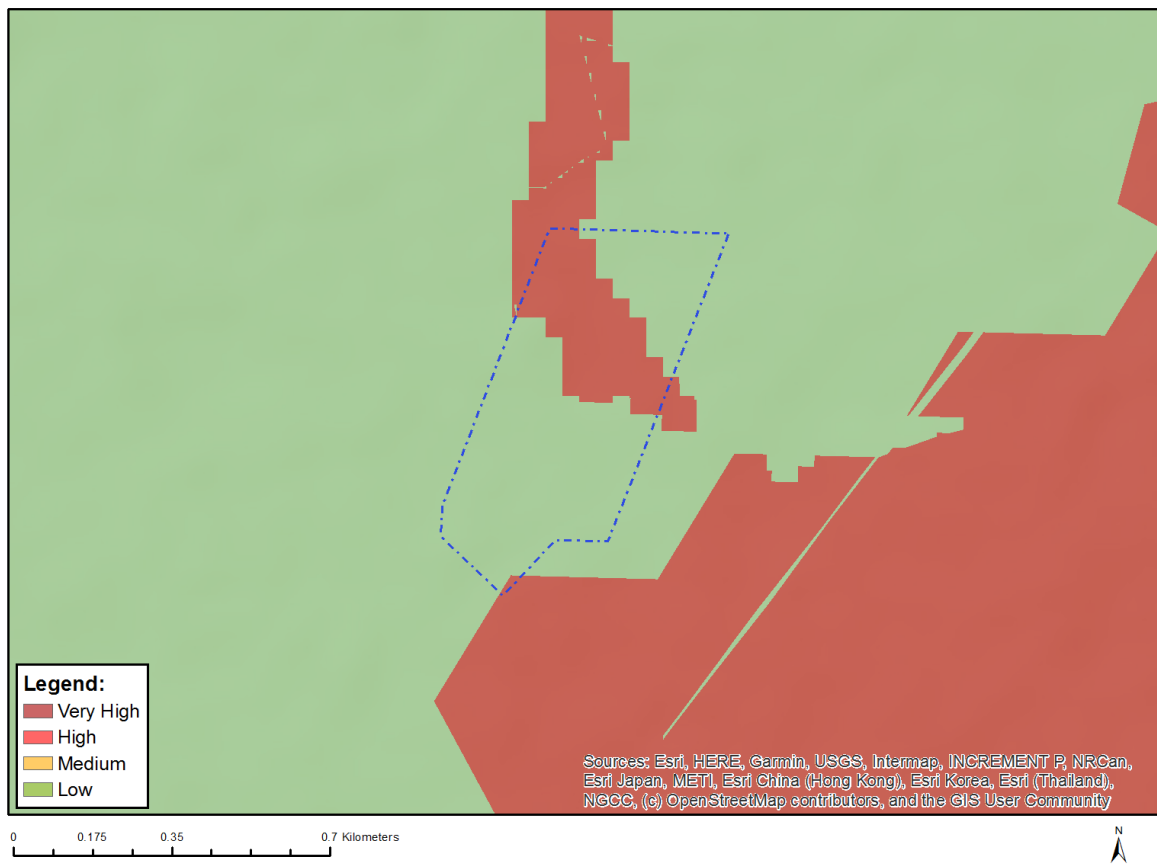 Legend:
Very High
High
Medium
Low
Sources: Esri, HERE, Garmin, USGS, Intermap, INCREMENT P, NRCan,
Esri Japan, METI, Esri China (Hong Kong), Esri Korea, Esri (Thailand),
NGCC, (c) OpenStreetMap contributors, and the GIS User Community
0 0.175 0.35 0.7 Kilometers
N